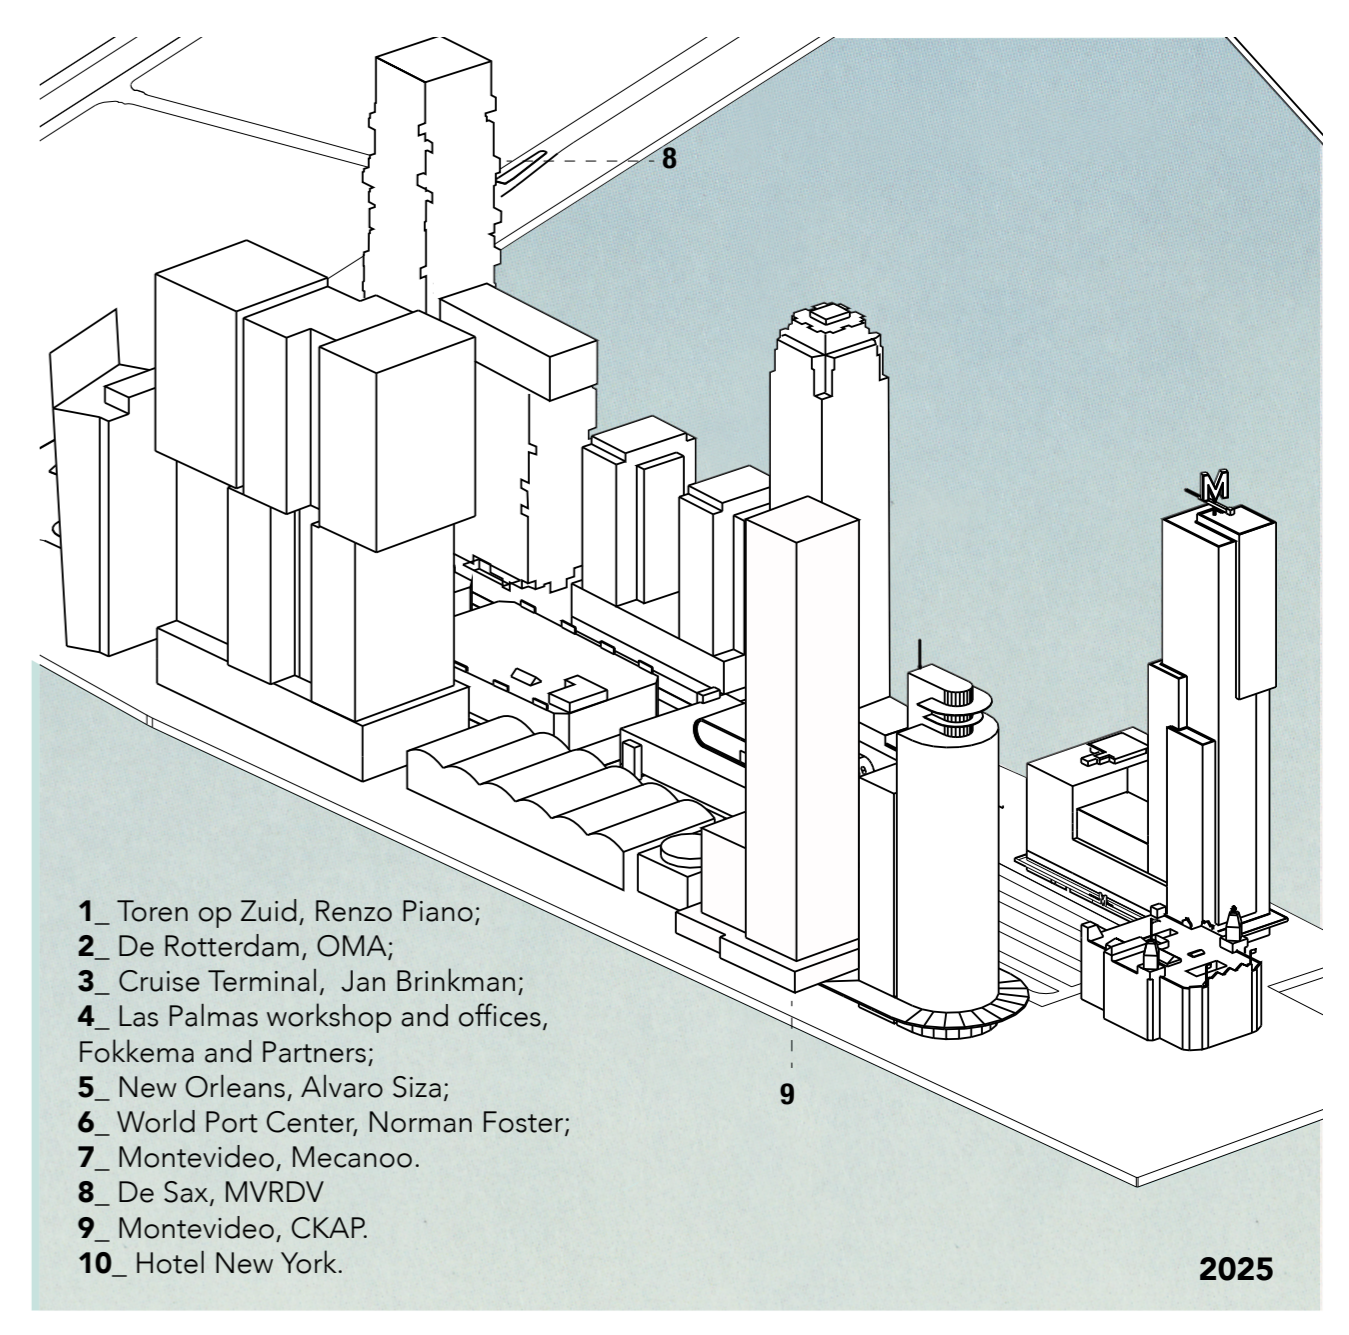 8
M
9
1_ Toren op Zuid, Renzo Piano;
2_ De Rotterdam, OMA;
3_ Cruise Terminal, Jan Brinkman;
4_ Las Palmas workshop and offices,
Fokkema and Partners;
5_ New Orleans, Alvaro Siza;
6_ World Port Center, Norman Foster;
7_ Montevideo, Mecanoo.
8_ De Sax, MVRDV
9_ Montevideo, CKAP.
10_ Hotel New York.
2025